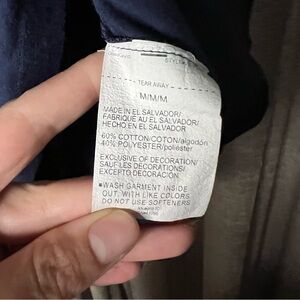 TEAR AWAY
M/M/M
MADE IN EL SALVADOR/
FABRIQUÉ AU EL SALVADOR/
HECHO EN EL SALVADOR
60% COTTON/COTON/algodón
40% POLYESTER/poliéster
EXCLUSIVE OF DECORATION/
SAUF LES DECORATIONS/
EXCEPTO DECORACIÓN
•WASH GARMENT INSIDE
OUT, WITH LIKE COLORS.
DO NOT USE SOFTENERS